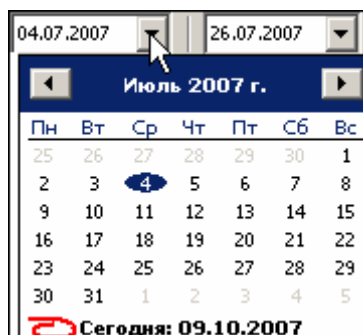 04.07.2007 26.07.2007
Июль 2007 г.
Пн Вт Ср Чт Пт Сб Вс
25 26 27 28 29 30 1
2 3 4 5 6 7 8
9 10 11 12 13 14 15
16 17 18 19 20 21 22
23 24 25 26 27 28 29
30 31 1 2 3 4 5
Сегодня: 09.10.2007